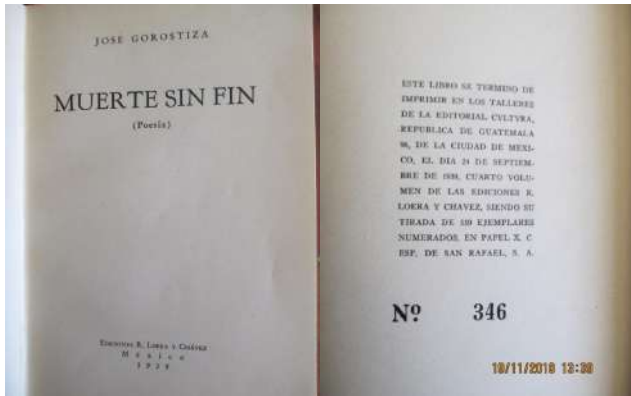 JOSE GOROSTIZA
MUERTE SIN FIN
(Poesía)
EDICIONES R. LOERA Y CHÁVEZ
México
1939
ESTE LIBRO SE TERMINO DE
IMPRIMIR EN LOS TALLERES
DE LA EDITORIAL CVLTVRA,
REPUBLICA DE GUATEMALA
96, DE LA CIUDAD DE MEXI-
CO, EL DIA 24 DE SEPTIEM-
BRE DE 1939, CUARTO VOLU-
MEN DE LAS EDICIONES R.
LOERA Y CHAVEZ, SIENDO SU
TIRADA DE EJEMPLARES
NUMERADOS, EN PAPEL X. C.
ESP. DE SAN RAFAEL, S. A.
Nº 346
19/11/2018 13:39